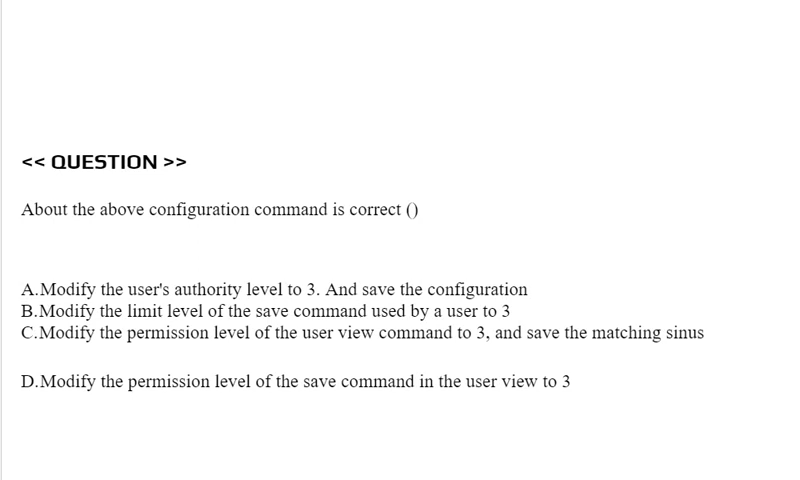 << QUESTION >>
About the above configuration command is correct ()
A.Modify the user's authority level to 3. And save the configuration
B.Modify the limit level of the save command used by a user to 3
C.Modify the permission level of the user view command to 3, and save the matching sinus
D.Modify the permission level of the save command in the user view to 3